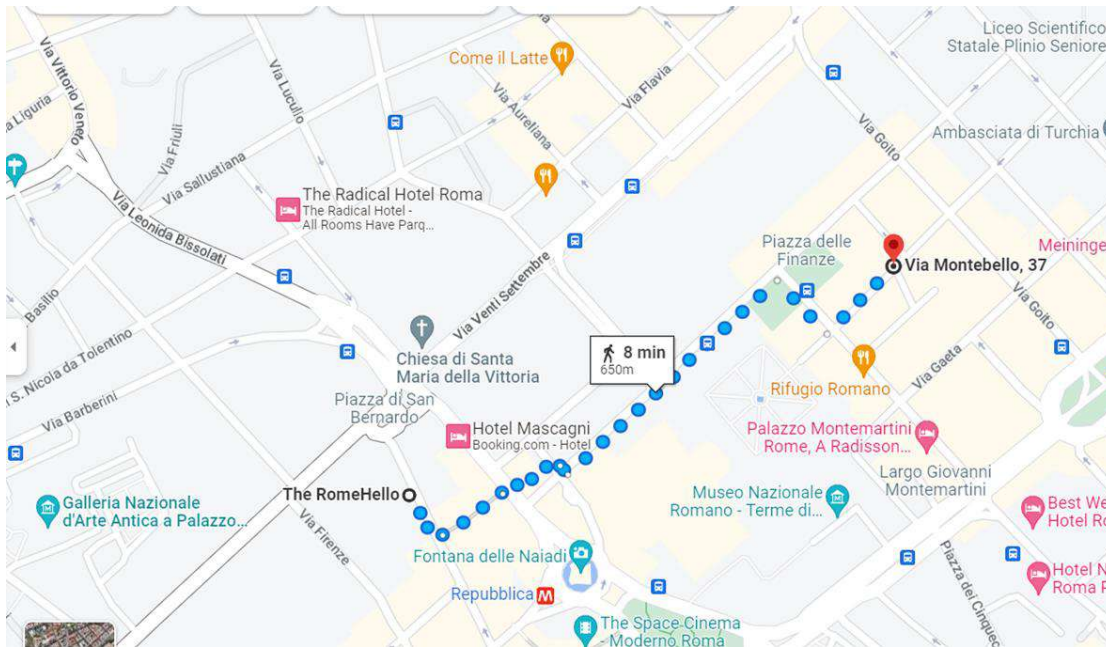 Liceo Scientifico
Statale Plinio Seniore
Come il Latte
Via Vittorio Veneto
Via Lucullo
Via Flavia
Via Aureliana
Via Goito
a Liguria
Via Friuli
Ambasciata di Turchia
Via Sallustiana
The Radical Hotel Roma
The Radical Hotel -
All Rooms Have Parq...
Via Leonida Bissolati
Piazza delle
Finanze
Meininge
Via Montebello, 37
Via Venti Settembre
Basilio
Via Goito
Chiesa di Santa
Maria della Vittoria
8 min
650m
S. Nicola da Tolentino
Via Gaeta
Rifugio Romano
Via Barberini
Piazza di San
Bernardo
Hotel Mascagni
Booking.com - Hotel
Palazzo Montemartini
Rome, A Radisson...
Largo Giovanni
Montemartini
The RomeHello
Galleria Nazionale
d'Arte Antica a Palazzo...
Museo Nazionale
Romano - Terme di...
Best We
Hotel Ro
Via Firenze
Fontana delle Naiadi
Repubblica
M
Piazza dei Cinquec
Hotel N
Roma P
The Space Cinema
- Moderno Roma